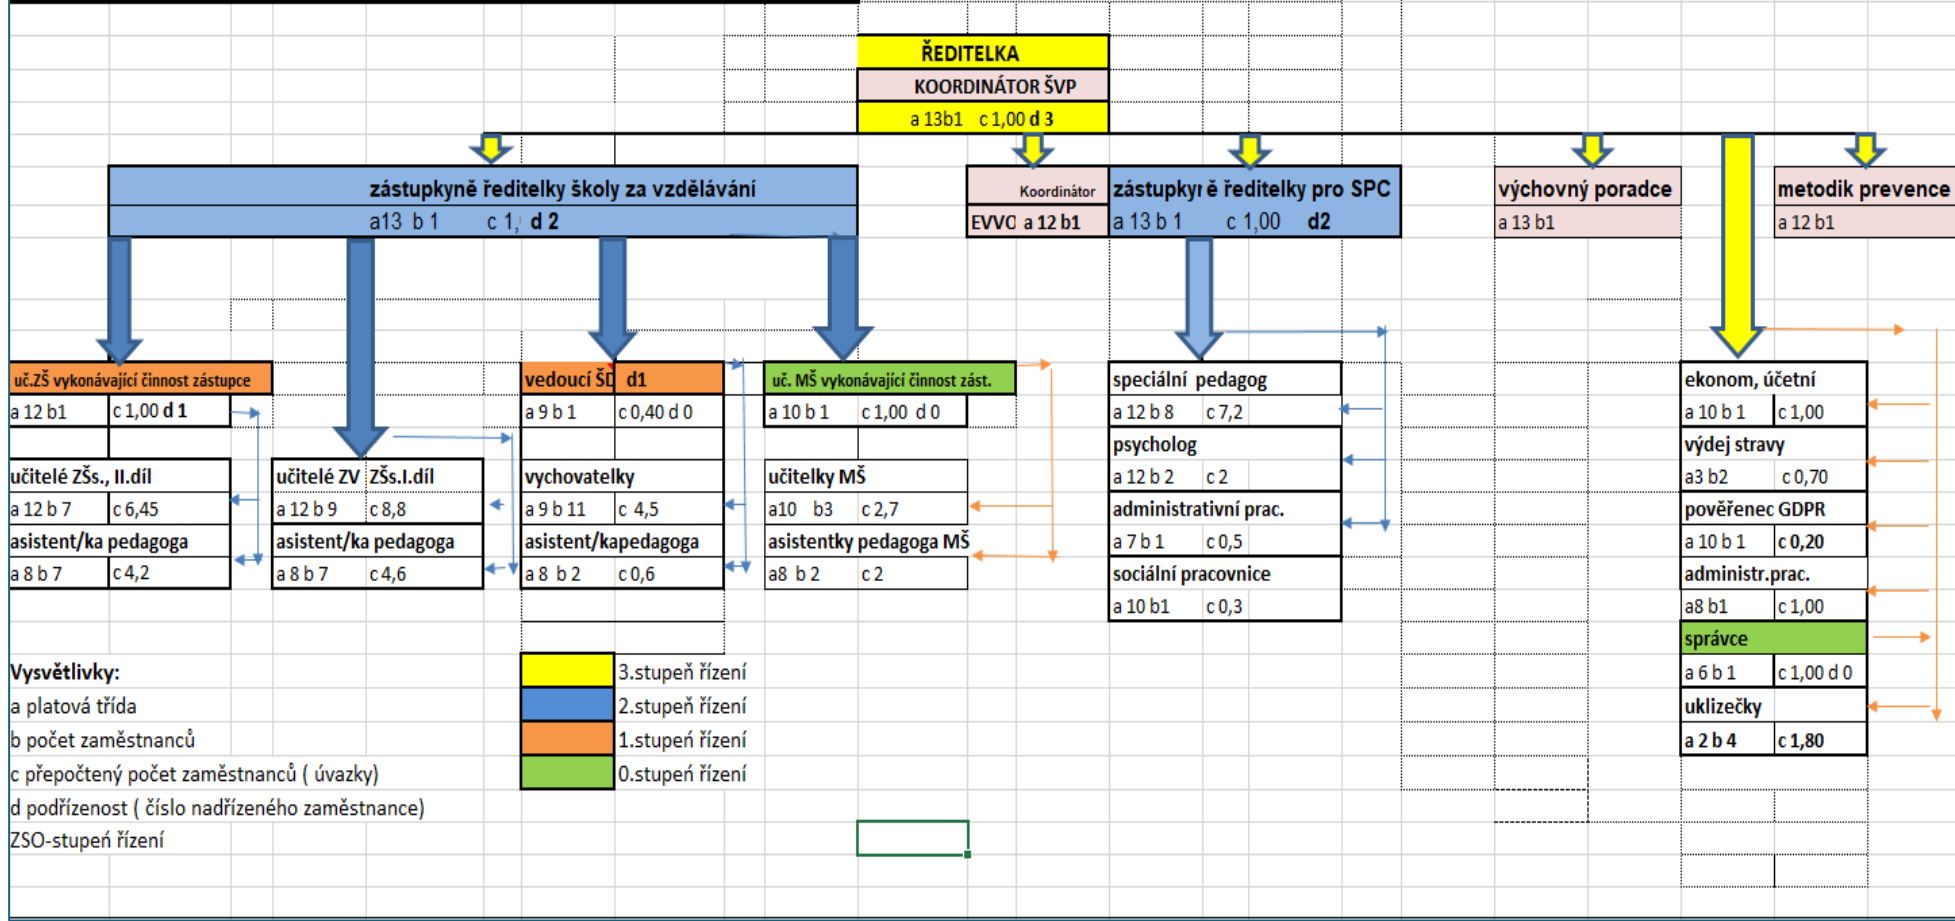 ŘEDITELKA
KOORDINÁTOR ŠVP
a 13b1 c 1,00 d 3
zástupkyně ředitelky školy za vzdělávání
a13 b 1 c 1, d 2
Koordinátor
EVVO a 12 b1
zástupkyně ředitelky pro SPC
a 13 b 1 c 1,00 d2
výchovný poradce
a 13 b1
metodik prevence
a 12 b1
uč.ZŠ vykonávající činnost zástupce
a 12 b1 c 1,00 d 1
učitelé ZŠs., II.díl
a 12 b 7 c 6,45
asistent/ka pedagoga
a 8 b 7 c 4,2
učitelé ZV ZŠs.I.díl
a 12 b 9 c 8,8
asistent/ka pedagoga
a 8 b 7 c 4,6
vedoucí ŠD d1
a 9 b 1 c 0,40 d 0
vychovatelky
a 9 b 11 c 4,5
asistent/kapedagoga
a 8 b 2 c 0,6
uč. MŠ vykonávající činnost zást.
a 10 b 1 c 1,00 d 0
učitelky MŠ
a10 b3 c 2,7
asistentky pedagoga MŠ
a8 b 2 c 2
speciální pedagog
a 12 b 8 c 7,2
psycholog
a 12 b 2 c 2
administrativní prac.
a 7 b 1 c 0,5
sociální pracovnice
a 10 b1 c 0,3
ekonom, účetní
a 10 b 1 c 1,00
výdej stravy
a3 b2 c 0,70
pověřenec GDPR
a 10 b 1 c 0,20
administr.prac.
a8 b1 c 1,00
správce
a 6 b 1 c 1,00 d 0
uklizečky
a 2 b 4 c 1,80
Vysvětlivky:
a platová třída
b počet zaměstnanců
c přepočtený počet zaměstnanců ( úvazky)
d podřízenost ( číslo nadřízeného zaměstnance)
ZSO-stupeń řízení
3.stupeň řízení
2.stupeň řízení
1.stupeń řízení
0.stupeń řízení